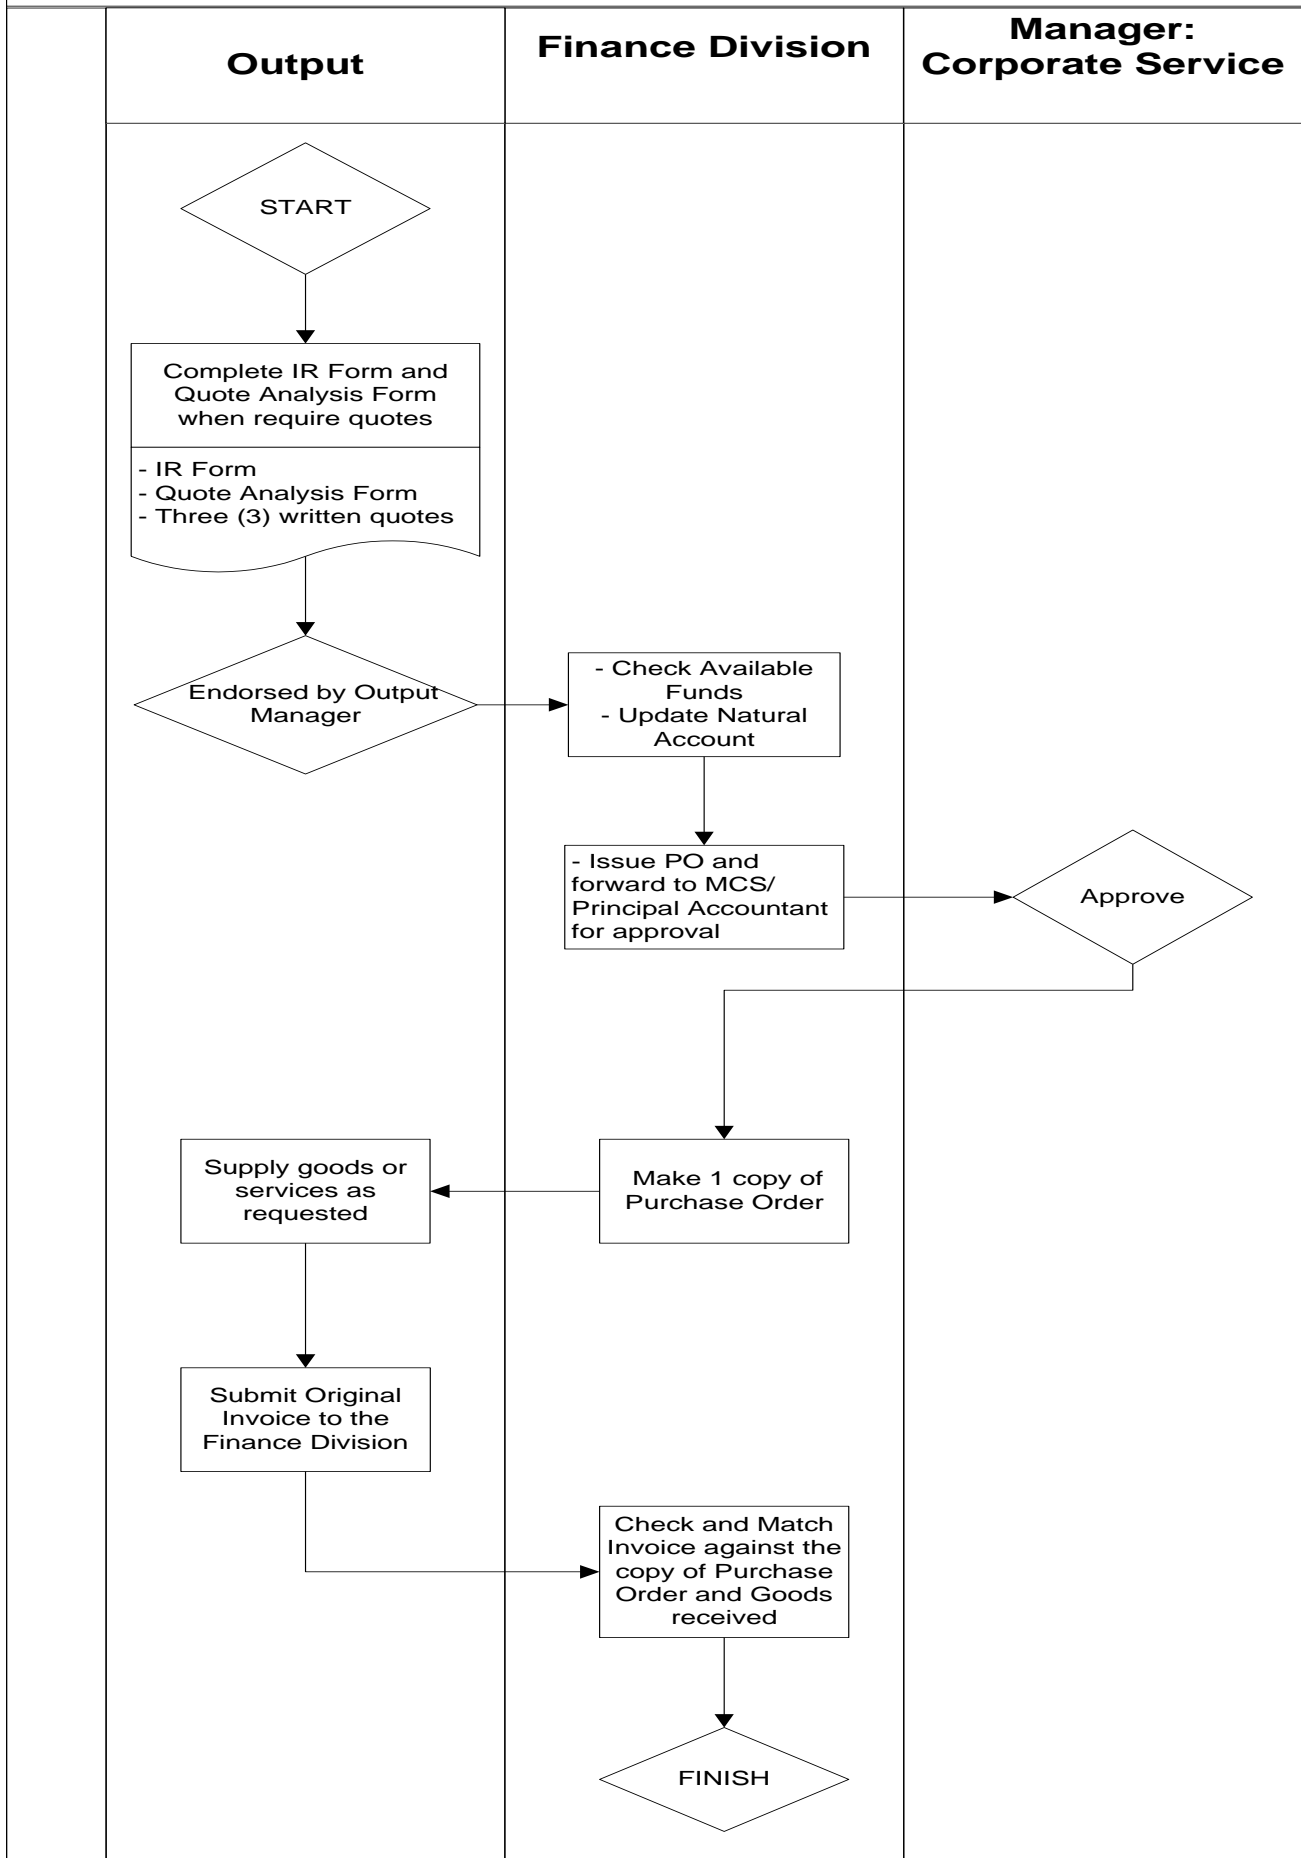 Output
Finance Division
Manager:
Corporate Service
START
Complete IR Form and
Quote Analysis Form
when require quotes
- IR Form
- Quote Analysis Form
- Three (3) written quotes
Endorsed by Output
Manager
- Check Available
Funds
- Update Natural
Account
- Issue PO and
forward to MCS/
Principal Accountant
for approval
Approve
Make 1 copy of
Purchase Order
Supply goods or
services as
requested
Submit Original
Invoice to the
Finance Division
Check and Match
Invoice against the
copy of Purchase
Order and Goods
received
FINISH